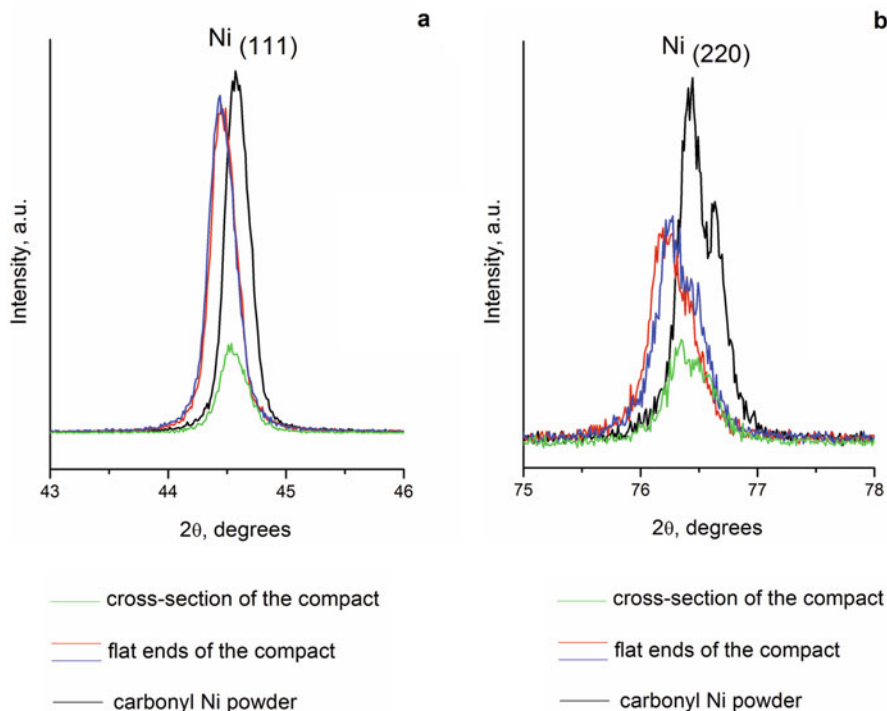 a
Ni (111)
Intensity, a.u.
43 44 45 46
2θ, degrees
cross-section of the compact
flat ends of the compact
carbonyl Ni powder
b
Ni (220)
Intensity, a.u.
75 76 77 78
2θ, degrees
cross-section of the compact
flat ends of the compact
carbonyl Ni powder